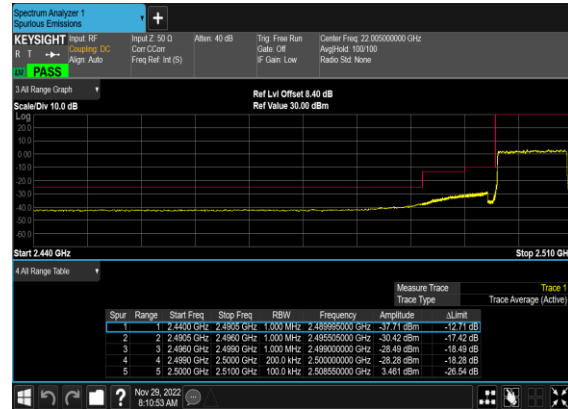 Spectrum Analyzer 1
Spurious Emissions
+
KEYSIGHT Input: RF Input Z: 50 Ω Atten: 40 dB Trig: Free Run Center Freq: 22.005000000 GHz
R T Coupling: DC Corr CCorr Gate: Off Avg|Hold: 100/100
Align: Auto Freq Ref: Int (S) IF Gain: Low Radio Std: None
PASS
3 All Range Graph
Ref Lvl Offset 8.40 dB
Scale/Div 10.0 dB Ref Value 30.00 dBm
Log
20.0
10.0
0.00
-10.0
-20.0
-30.0
-40.0
-50.0
-60.0
Start 2.440 GHz Stop 2.510 GH
4 All Range Table
Measure Trace Trace 1
Trace Type Trace Average (Active)
Spur Range Start Freq Stop Freq RBW Frequency Amplitude ΔLimit
1 1 2.4400 GHz 2.4905 GHz 1.000 MHz 2.489995000 GHz -37.71 dBm -12.71 dB
2 2 2.4905 GHz 2.4960 GHz 1.000 MHz 2.495505000 GHz -30.42 dBm -17.42 dB
3 3 2.4960 GHz 2.4990 GHz 1.000 MHz 2.499000000 GHz -28.49 dBm -18.49 dB
4 4 2.4990 GHz 2.5000 GHz 200.0 kHz 2.500000000 GHz -28.28 dBm -18.28 dB
5 5 2.5000 GHz 2.5100 GHz 100.0 kHz 2.508550000 GHz 3.461 dBm -26.54 dB
? Nov 29, 2022
8:10:53 AM